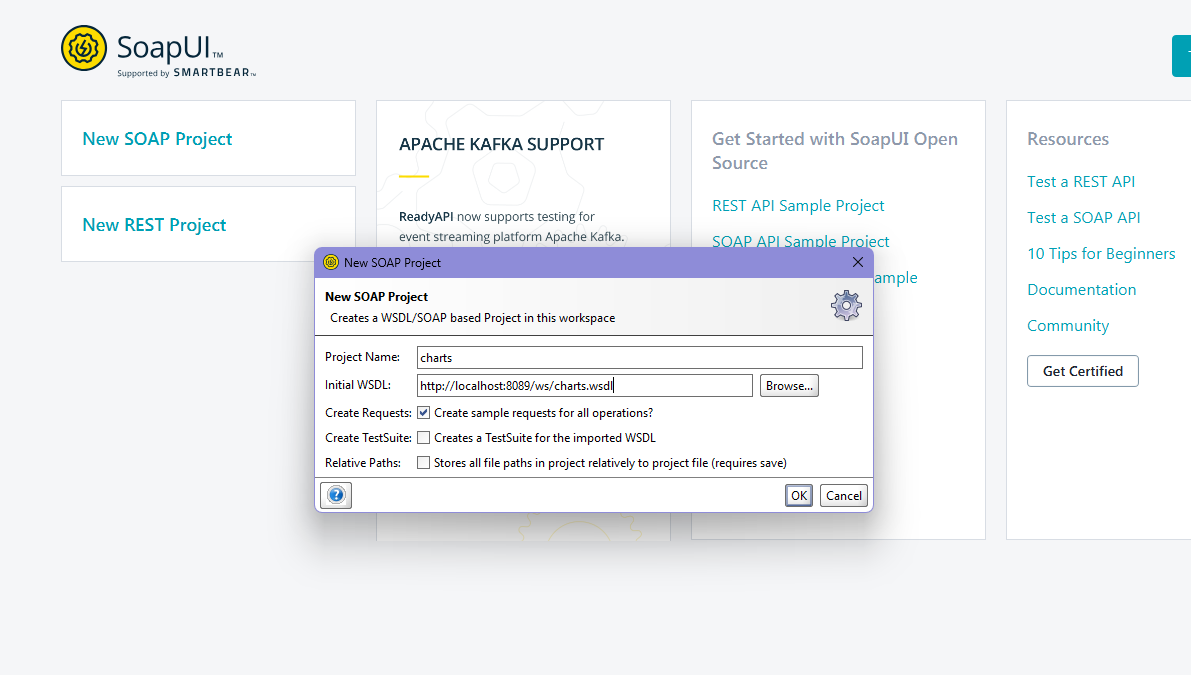 SoapUI™
Supported by SMARTBEAR™
New SOAP Project
New REST Project
APACHE KAFKA SUPPORT
ReadyAPI now supports testing for
event streaming platform Apache Kafka.
Get Started with SoapUI Open
Source
REST API Sample Project
SOAP API Sample Project
ample
Resources
Test a REST API
Test a SOAP API
10 Tips for Beginners
Documentation
Community
Get Certified
New SOAP Project
New SOAP Project
Creates a WSDL/SOAP based Project in this workspace
Project Name: charts
Initial WSDL: http://localhost:8089/ws/charts.wsdl Browse...
Create Requests: Create sample requests for all operations?
Create TestSuite: Creates a TestSuite for the imported WSDL
Relative Paths: Stores all file paths in project relatively to project file (requires save)
? OK Cancel